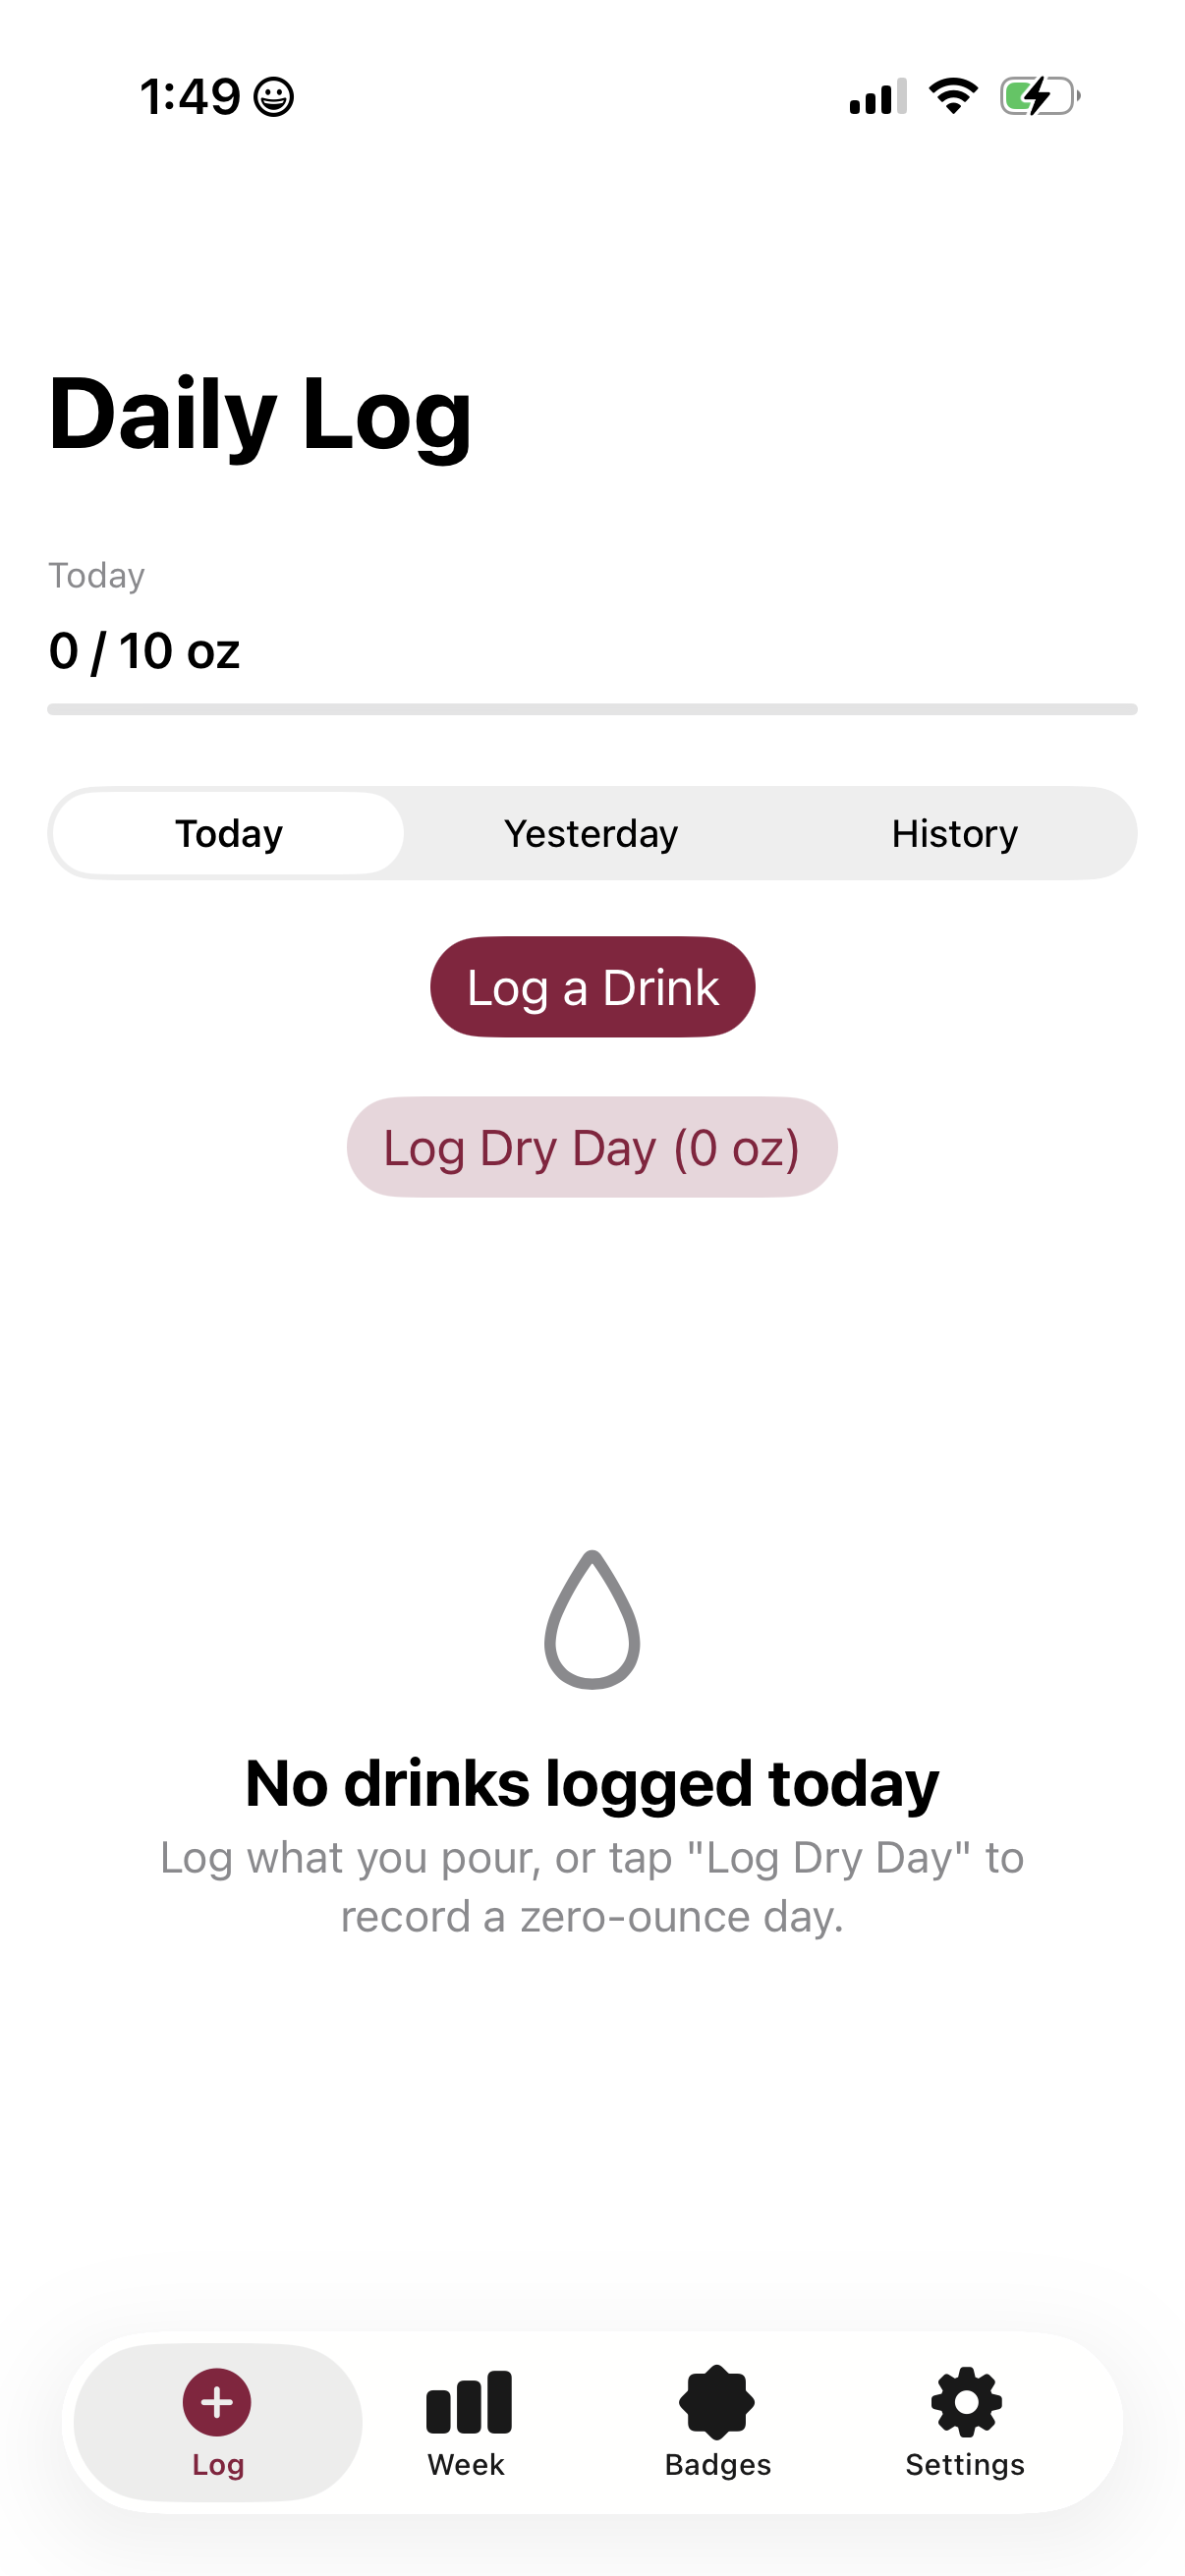 1:49
Daily Log
Today
0 / 10 oz
Today Yesterday History
Log a Drink
Log Dry Day (0 oz)
No drinks logged today
Log what you pour, or tap "Log Dry Day" to
record a zero-ounce day.
Log Week Badges Settings